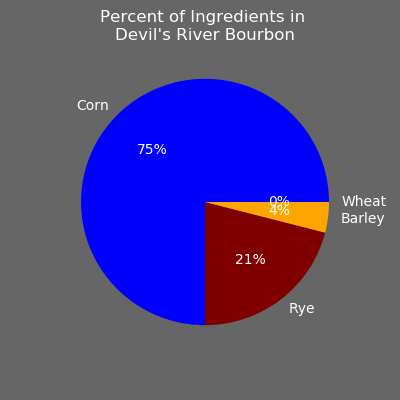 Percent of Ingredients in
Devil's River Bourbon
Corn
75%
0%
Wheat
4%
Barley
21%
Rye